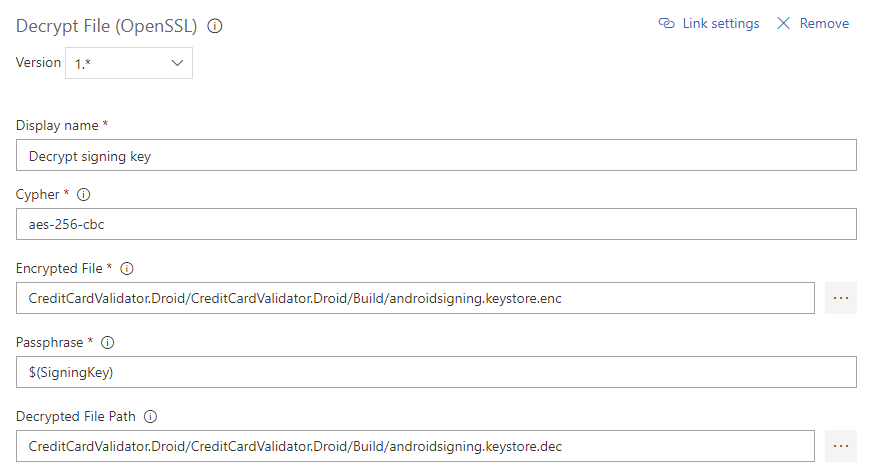 Decrypt File (OpenSSL)
Link settings
Remove
Version
1.*
Display name *
Decrypt signing key
Cypher *
aes-256-cbc
Encrypted File *
CreditCardValidator.Droid/CreditCardValidator.Droid/Build/androidsigning.keystore.enc
...
Passphrase *
$(SigningKey)
Decrypted File Path
CreditCardValidator.Droid/CreditCardValidator.Droid/Build/androidsigning.keystore.dec
...